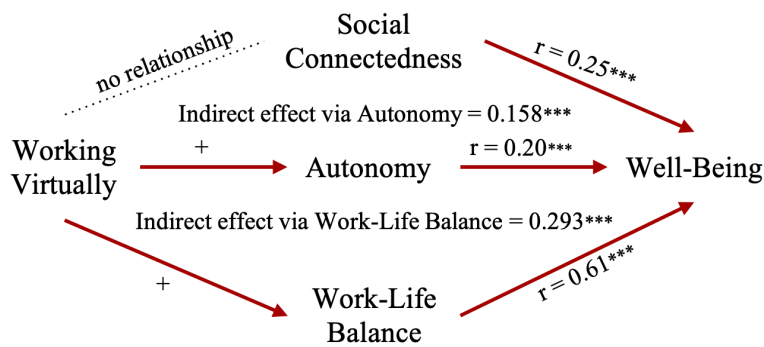 Social
Connectedness
no relationship
r = 0.25***
Indirect effect via Autonomy = 0.158***
Working
Virtually
+
Autonomy
r = 0.20***
Well-Being
Indirect effect via Work-Life Balance = 0.293***
+
r = 0.61***
Work-Life
Balance